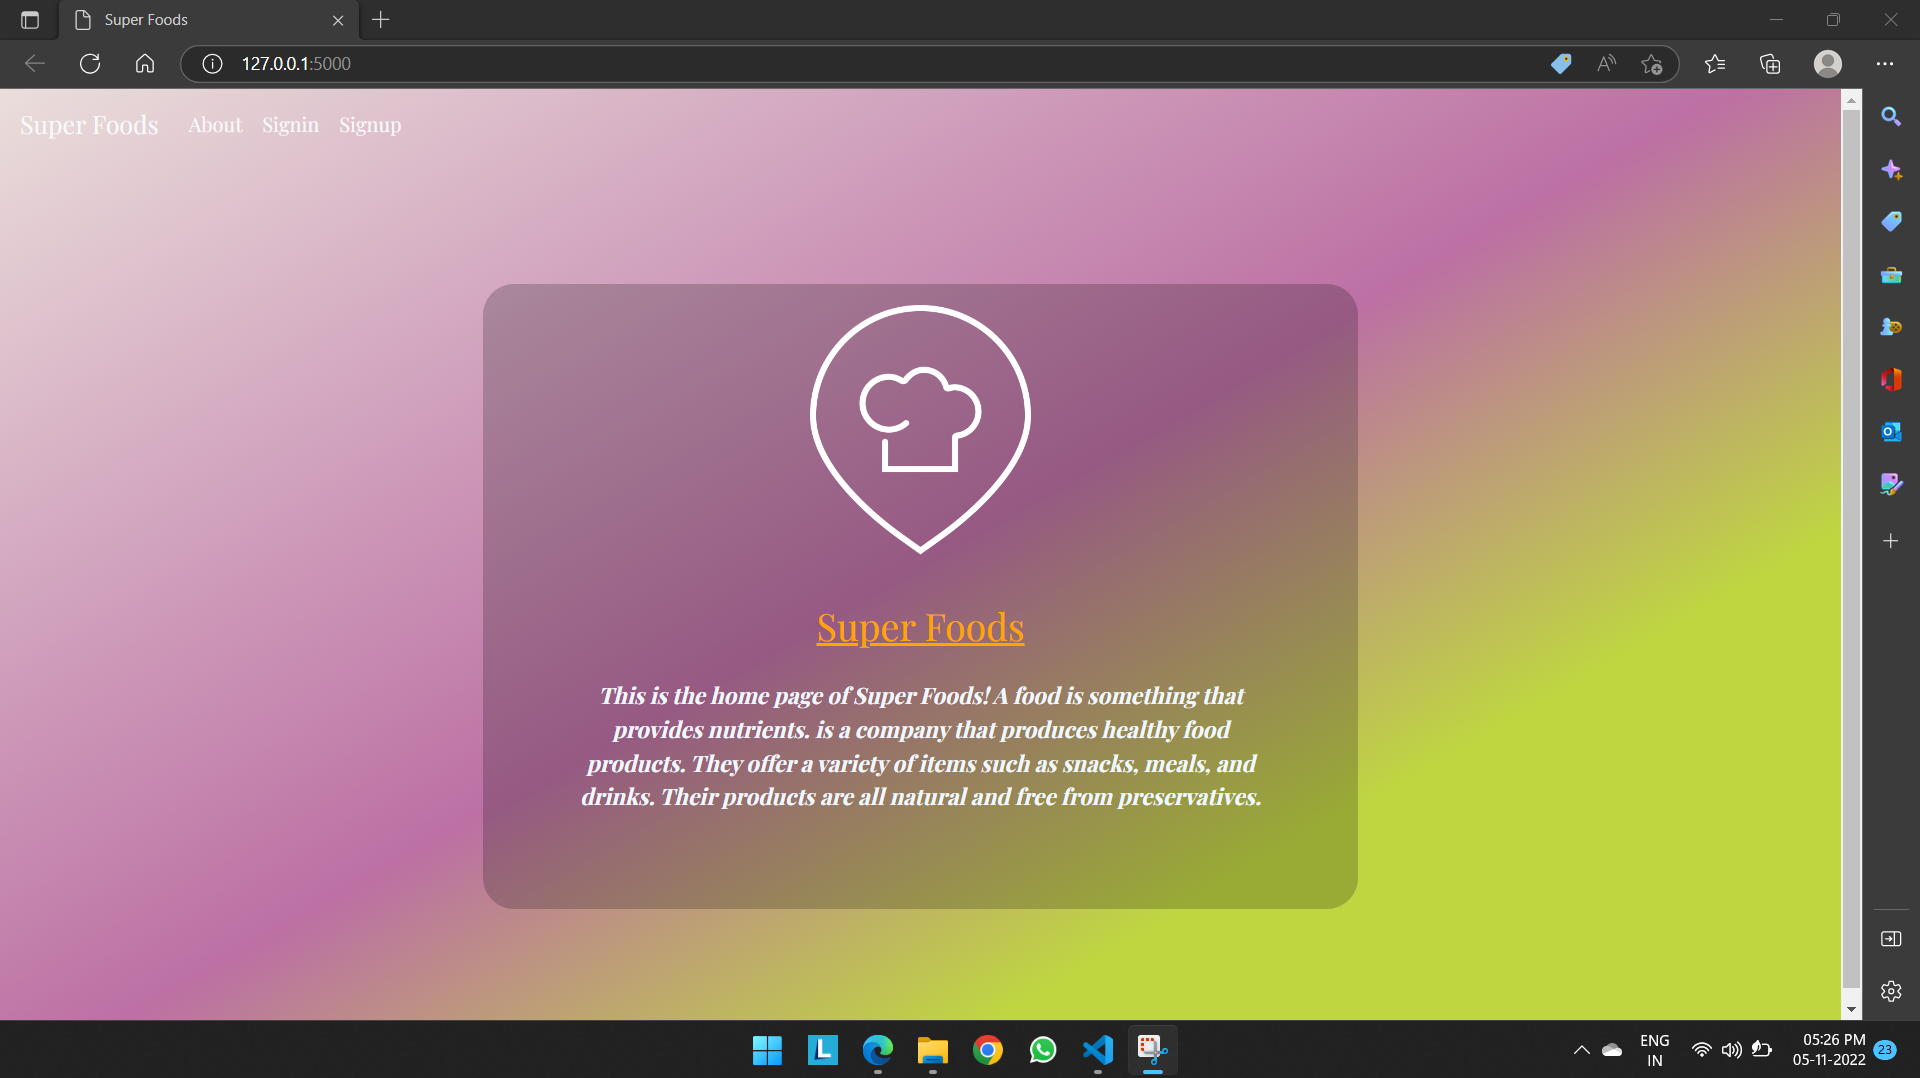 Super Foods
127.0.0.1:5000
Super Foods About Signin Signup
Super Foods
This is the home page of Super Foods! A food is something that
provides nutrients. is a company that produces healthy food
products. They offer a variety of items such as snacks, meals, and
drinks. Their products are all natural and free from preservatives.
ENG
IN
05:26 PM
05-11-2022
23